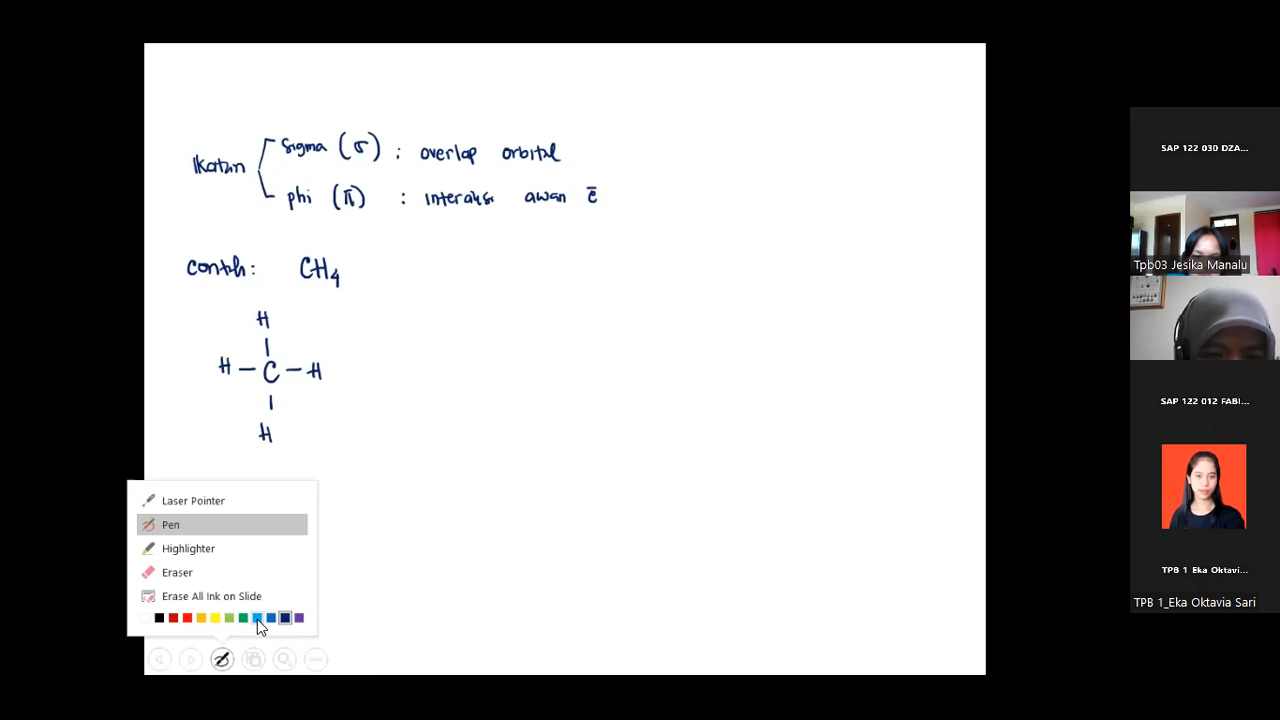 Ikatan sigma (σ) : overlap orbital
phi (π) : interaksi awan ē
contoh: CH4
H
H - C - H
H
Laser Pointer
Pen
Highlighter
Eraser
Erase All Ink on Slide
SAP 122 030 DZA...
Tpb03 Jesika Manalu
SAP 122 012 FABI...
TPB 1 Eka Oktavi...
TPB 1_Eka Oktavia Sari